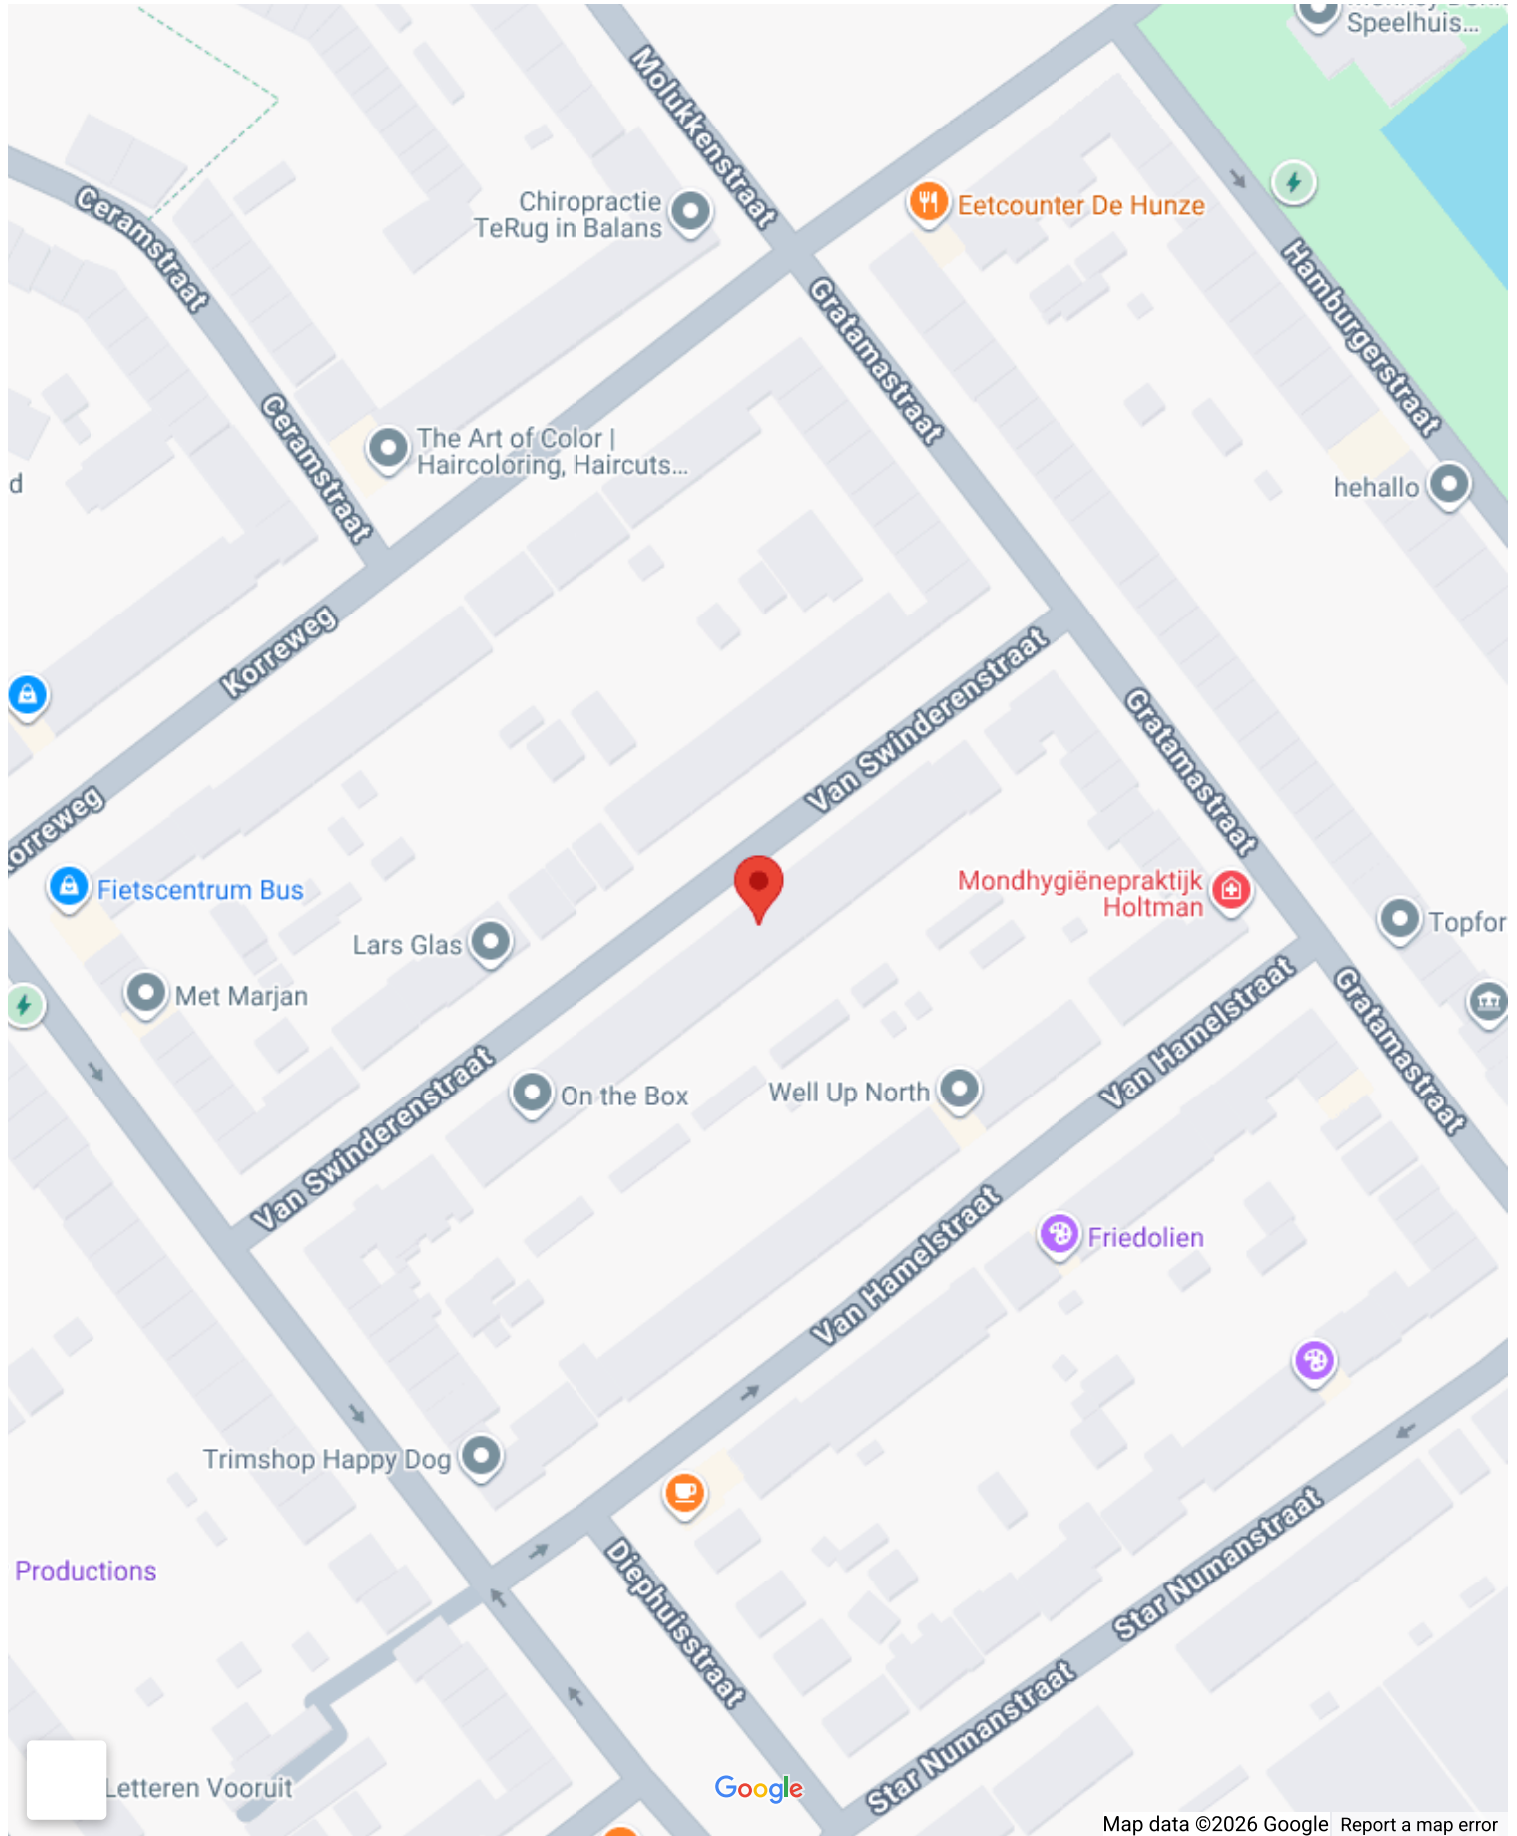 Speelhuis...
Molukkenstraat
Ceramstraat
Chiropractie
TeRug in Balans
Eetcounter De Hunze
Hamburgerstraat
Gratamastraat
Ceramstraat
The Art of Color |
Haircoloring, Haircuts...
d
hehallo
Korreweg
Van Swinderenstraat
Gratamastraat
orreweg
Fietscentrum Bus
Mondhygiënepraktijk
Holtman
Topfor
Lars Glas
Met Marjan
Van Hamelstraat
Gratamastraat
Van Swinderenstraat
On the Box
Well Up North
Friedolien
Van Hamelstraat
Trimshop Happy Dog
Productions
Diephuisstraat
Star Numanstraat
Star Numanstraat
Letteren Vooruit
Google
Map data ©2026 Google
Report a map error